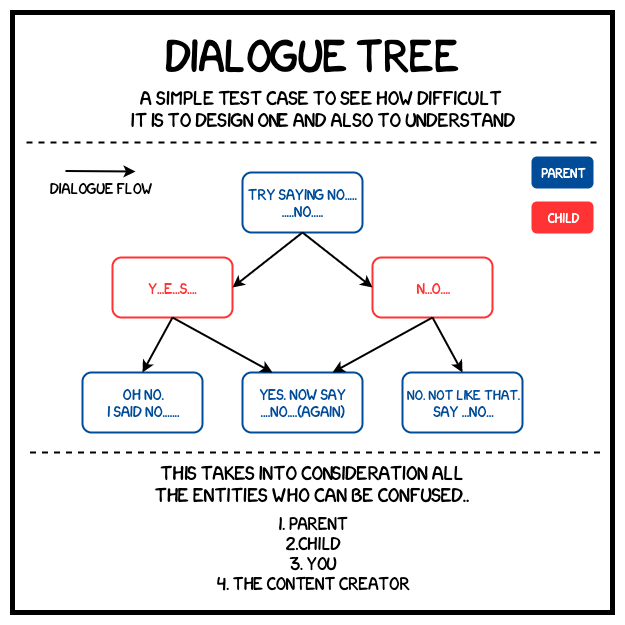 DIALOGUE TREE
A SIMPLE TEST CASE TO SEE HOW DIFFICULT
IT IS TO DESIGN ONE AND ALSO TO UNDERSTAND
DIALOGUE FLOW
PARENT
CHILD
TRY SAYING NO.....
.....NO.....
Y...E...S....
N...O....
OH NO.
I SAID NO.......
YES. NOW SAY
....NO....(AGAIN)
NO. NOT LIKE THAT.
SAY ...NO...
THIS TAKES INTO CONSIDERATION ALL
THE ENTITIES WHO CAN BE CONFUSED..
1. PARENT
2.CHILD
3. YOU
4. THE CONTENT CREATOR